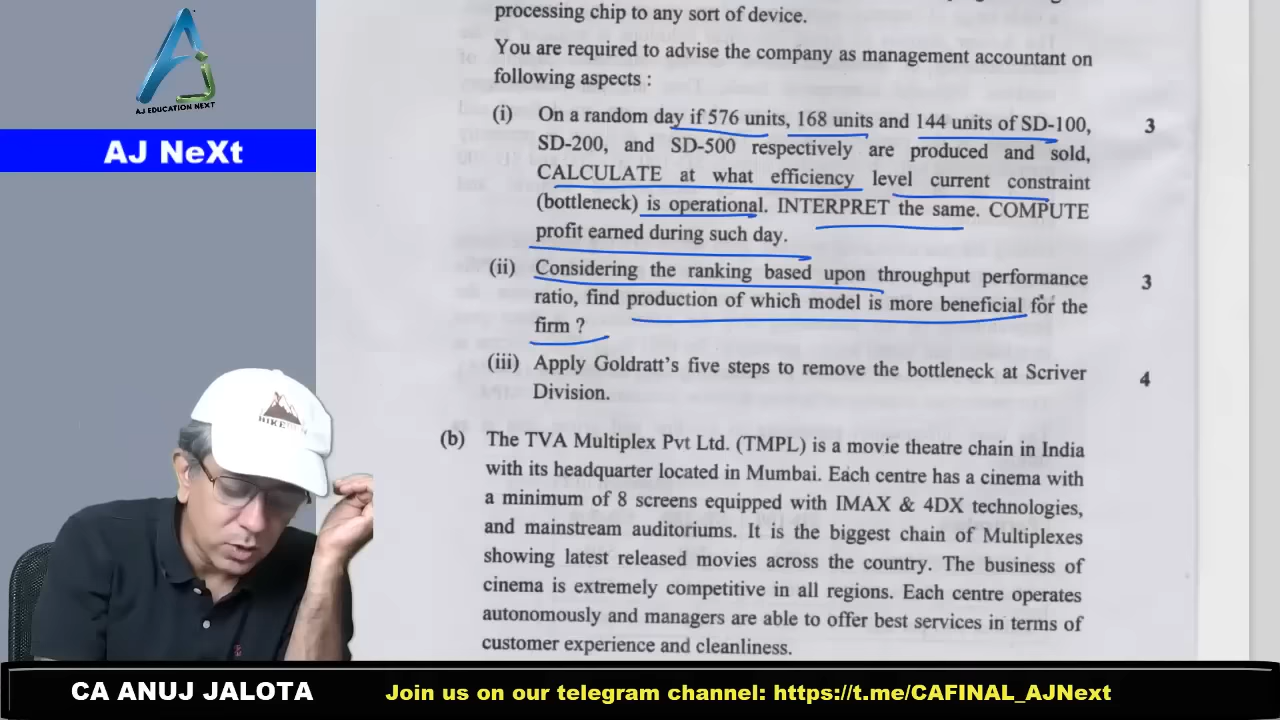 processing chip to any sort of device.
You are required to advise the company as management accountant on
following aspects :
(i) On a random day if 576 units, 168 units and 144 units of SD-100, 3
SD-200, and SD-500 respectively are produced and sold,
CALCULATE at what efficiency level current constraint
(bottleneck) is operational. INTERPRET the same. COMPUTE
profit earned during such day.
(ii) Considering the ranking based upon throughput performance 3
ratio, find production of which model is more beneficial for the
firm ?
(iii) Apply Goldratt's five steps to remove the bottleneck at Scriver 4
Division.
(b) The TVA Multiplex Pvt Ltd. (TMPL) is a movie theatre chain in India
with its headquarter located in Mumbai. Each centre has a cinema with
a minimum of 8 screens equipped with IMAX & 4DX technologies,
and mainstream auditoriums. It is the biggest chain of Multiplexes
showing latest released movies across the country. The business of
cinema is extremely competitive in all regions. Each centre operates
autonomously and managers are able to offer best services in terms of
customer experience and cleanliness.
AJ EDUCATION NEXT
AJ NeXt
CA ANUJ JALOTA
Join us on our telegram channel: https://t.me/CAFINAL_AJNext